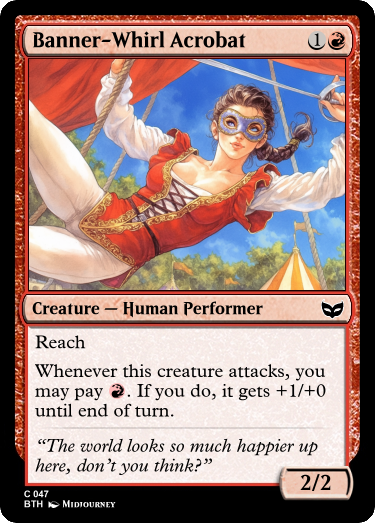 Banner-Whirl Acrobat 1
Creature — Human Performer
Reach
Whenever this creature attacks, you
may pay . If you do, it gets +1/+0
until end of turn.
“The world looks so much happier up
here, don’t you think?”
2/2
C 047
BTH Midjourney